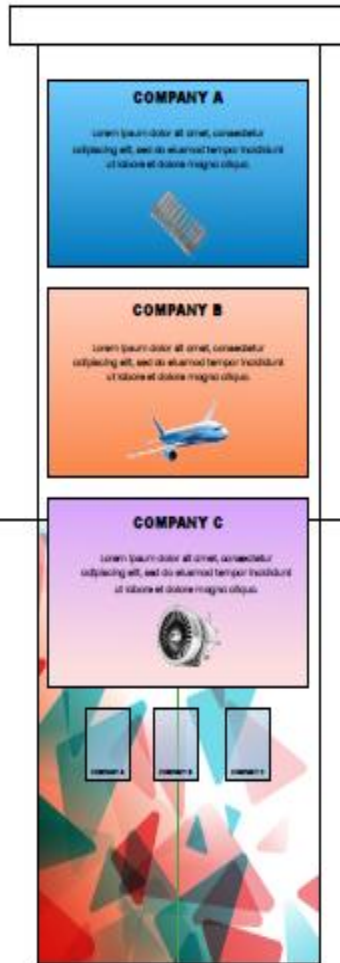 COMPANY A
Lorem ipsum dolor sit amet, consectetur
adipiscing elit, sed do eiusmod tempor incididunt
ut labore et dolore magna aliqua.
COMPANY B
Lorem ipsum dolor sit amet, consectetur
adipiscing elit, sed do eiusmod tempor incididunt
ut labore et dolore magna aliqua.
COMPANY C
Lorem ipsum dolor sit amet, consectetur
adipiscing elit, sed do eiusmod tempor incididunt
ut labore et dolore magna aliqua.
COMPANY A
COMPANY B
COMPANY C